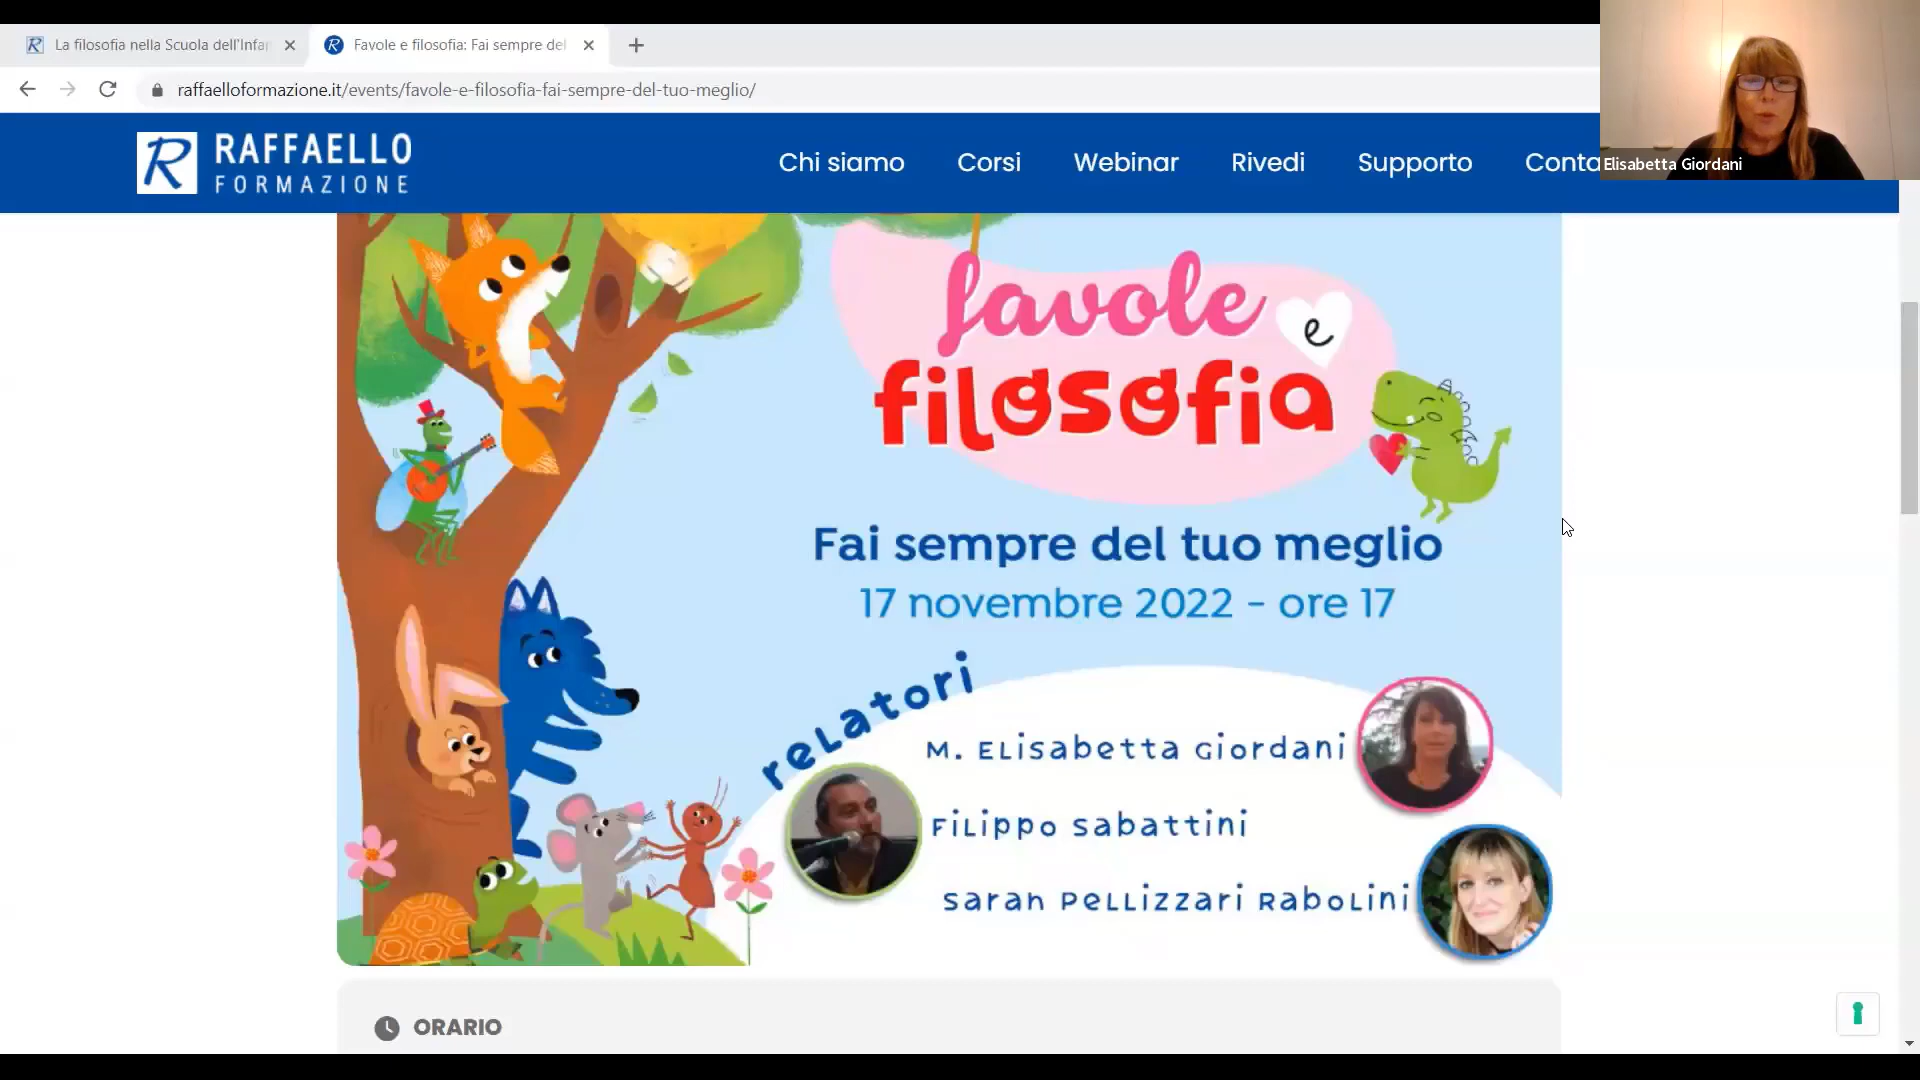 La filosofia nella Scuola dell'Infan
Favole e filosofia: Fai sempre del
raffaelloformazione.it/events/favole-e-filosofia-fai-sempre-del-tuo-meglio/
R RAFFAELLO
FORMAZIONE
Chi siamo Corsi Webinar Rivedi Supporto Conta
Elisabetta Giordani
favole e
filosofia
Fai sempre del tuo meglio
17 novembre 2022 - ore 17
relatori
M. Elisabetta Giordani
Filippo Sabattini
Sarah Pellizzari Rabolini
ORARIO